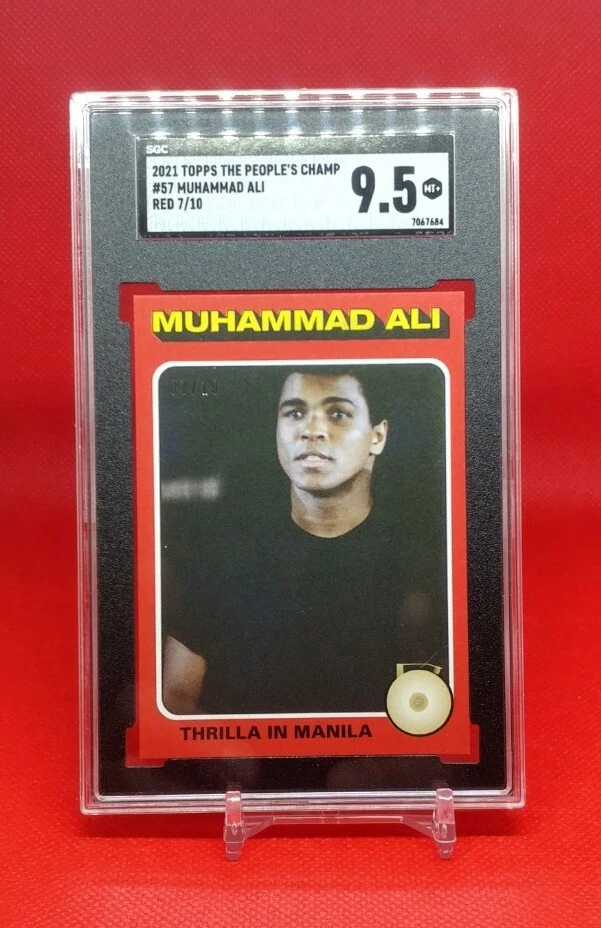 SGC
2021 TOPPS THE PEOPLE'S CHAMP
#57 MUHAMMAD ALI
RED 7/10
9.5
MT+
7067684
MUHAMMAD ALI
THRILLA IN MANILA